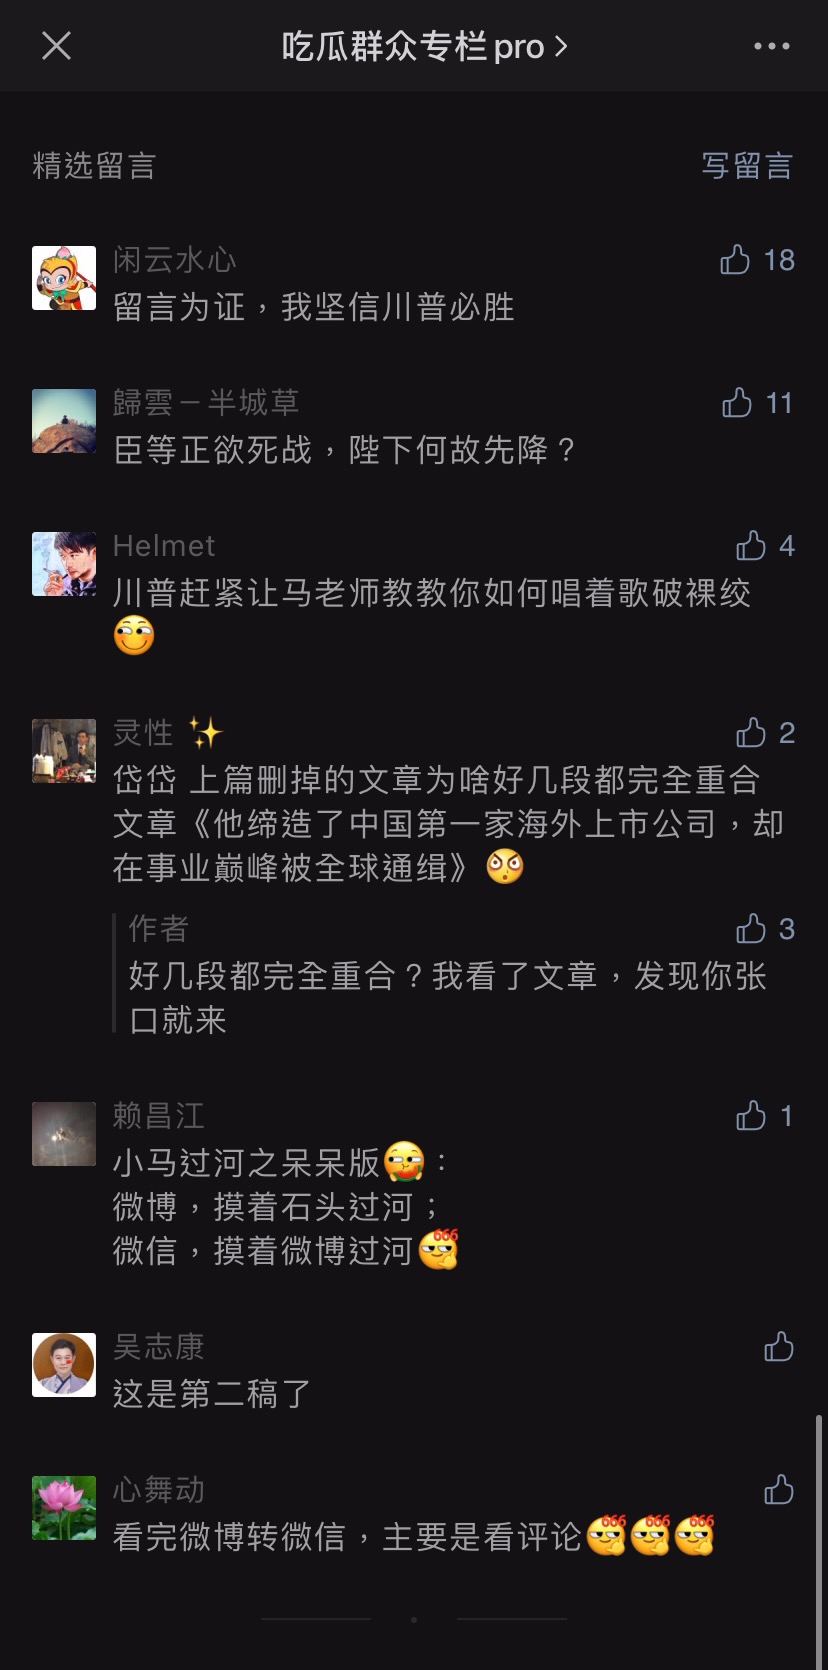 吃瓜群众专栏pro
精选留言
写留言
闲云水心
18
留言为证，我坚信川普必胜
歸雲－半城草
11
臣等正欲死战，陛下何故先降？
Helmet
4
川普赶紧让马老师教教你如何唱着歌破裸绞
灵性
2
岱岱 上篇删掉的文章为啥好几段都完全重合
文章《他缔造了中国第一家海外上市公司，却
在事业巅峰被全球通缉》
作者
3
好几段都完全重合？我看了文章，发现你张
口就来
赖昌江
1
小马过河之呆呆版：
微博，摸着石头过河；
微信，摸着微博过河
吴志康
这是第二稿了
心舞动
看完微博转微信，主要是看评论